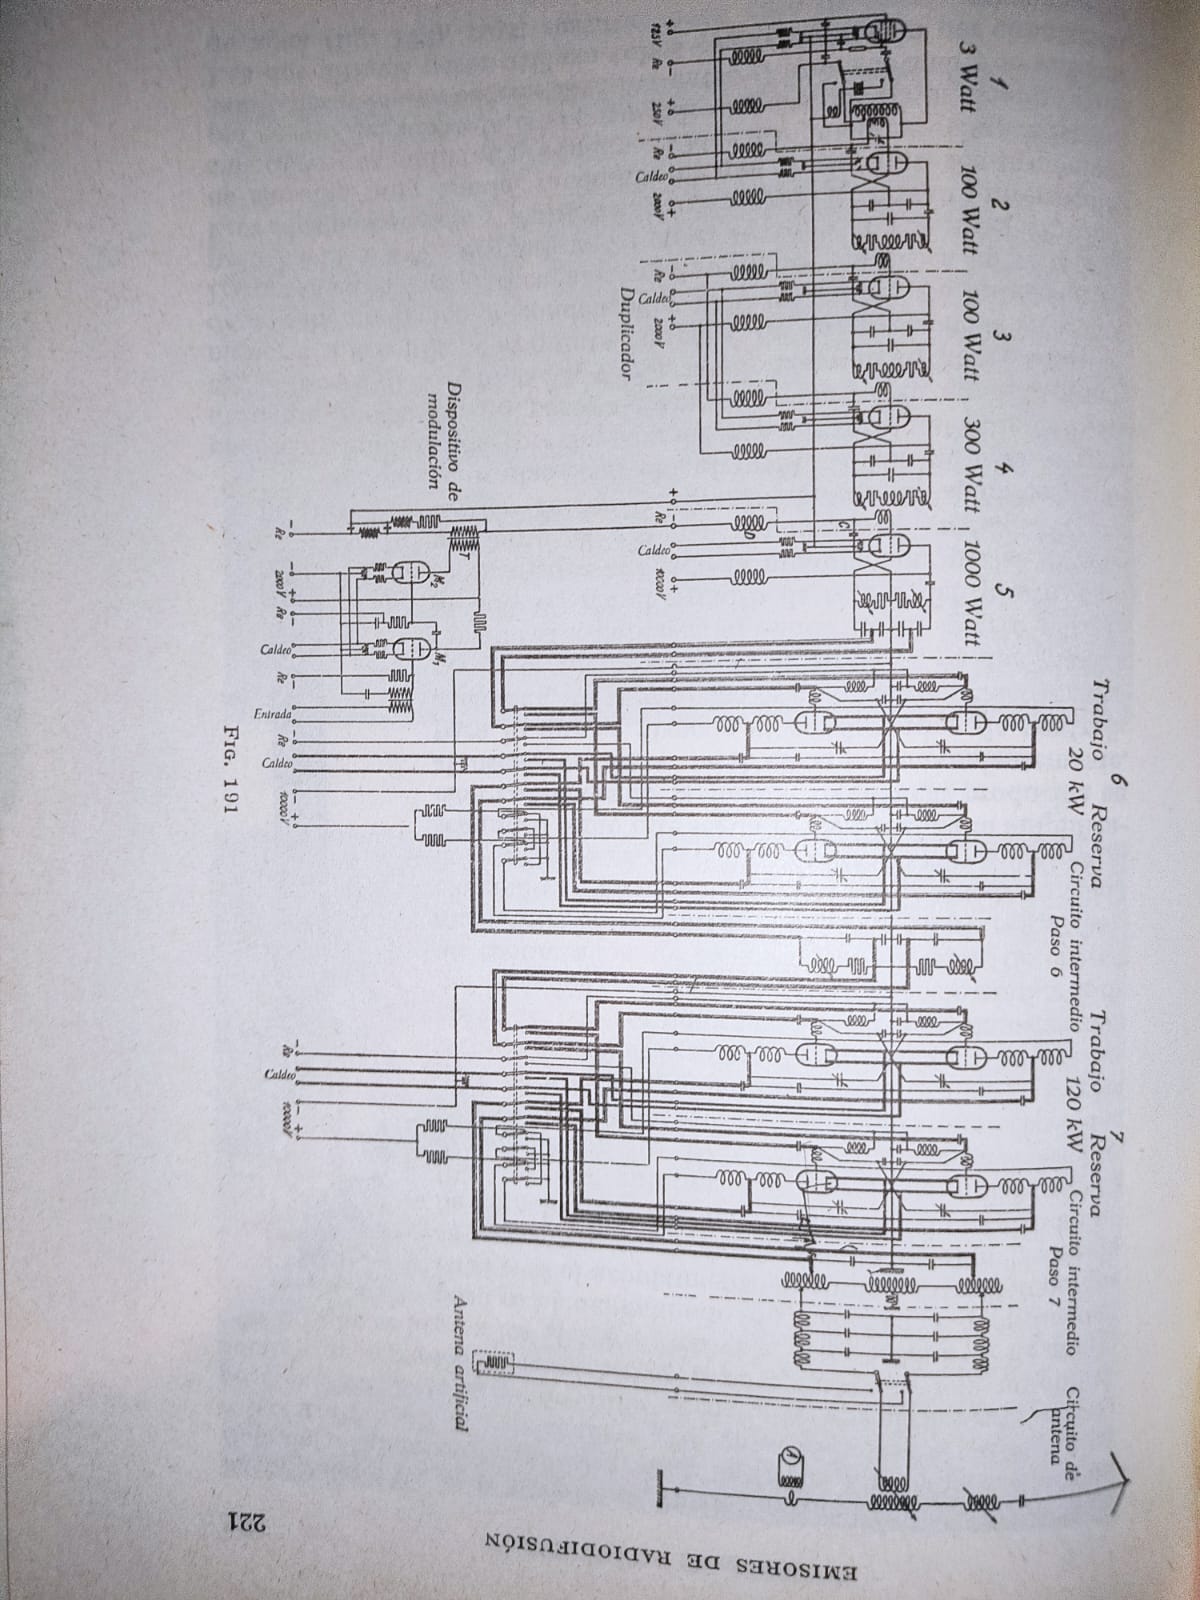 EMISORES DE RADIODIFUSIÓN
221
1
2
3
4
5
6
7
3 Watt
100 Watt
100 Watt
300 Watt
1000 Watt
Trabajo
Reserva
20 kW
Circuito intermedio
Paso 6
Trabajo
Reserva
120 kW
Circuito intermedio
Paso 7
Circuito de
antena
125V
Re
250V
Re
Caldeo
2000V
Re
Caldeo
2000V
Duplicador
Re
Caldeo
10000V
C
D
Dispositivo de
modulación
T
M2
M1
Re
2000V
Re
Caldeo
Re
Entrada
Re
Caldeo
10000V
Re
Caldeo
10000V
Antena artificial
A
FIG. 191